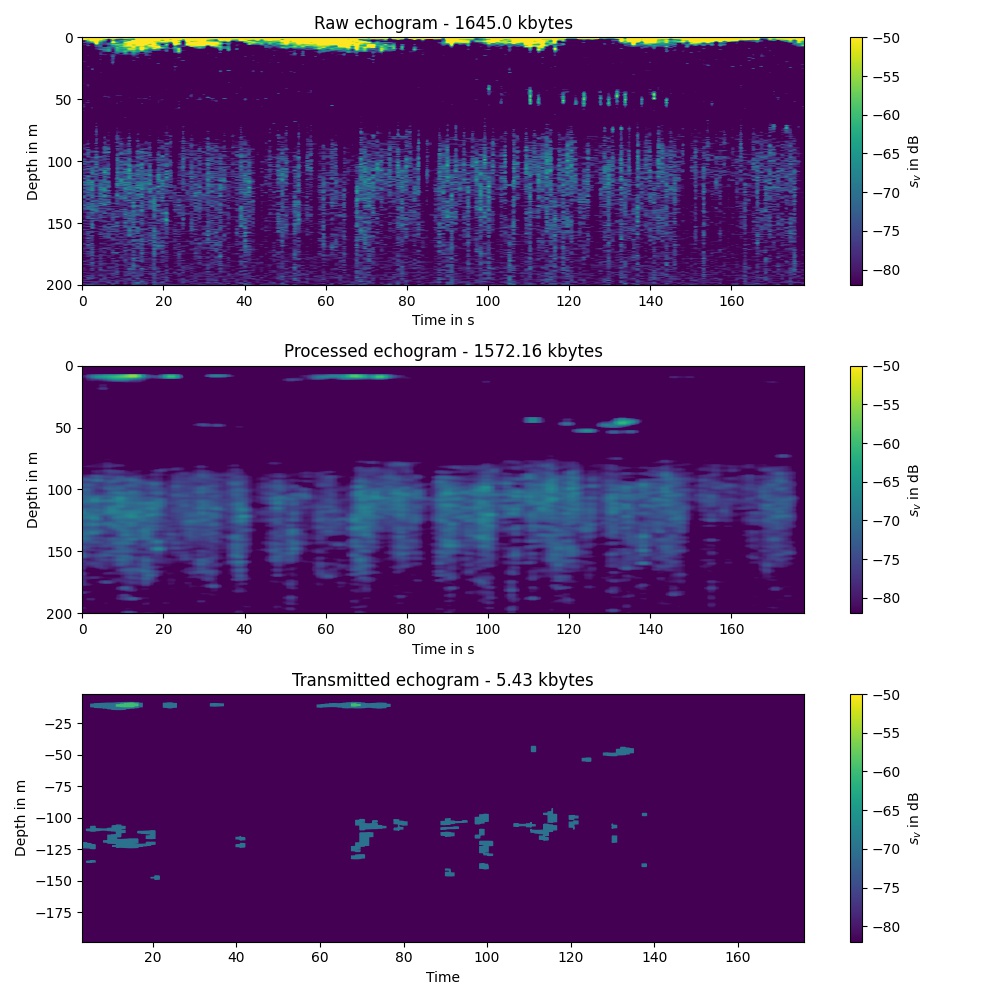 Raw echogram - 1645.0 kbytes
0
50
100
150
200
Depth in m
0 20 40 60 80 100 120 140 160
Time in s
−50
−55
−60
−65
−70
−75
−80
sv in dB
Processed echogram - 1572.16 kbytes
0
50
100
150
200
Depth in m
0 20 40 60 80 100 120 140 160
Time in s
−50
−55
−60
−65
−70
−75
−80
sv in dB
Transmitted echogram - 5.43 kbytes
−25
−50
−75
−100
−125
−150
−175
Depth in m
20 40 60 80 100 120 140 160
Time
−50
−55
−60
−65
−70
−75
−80
sv in dB